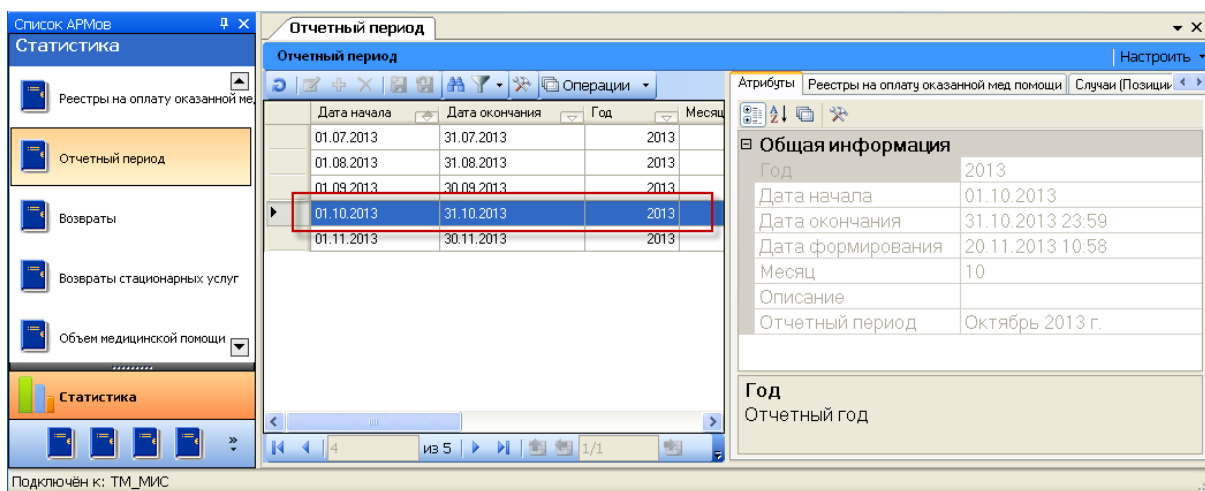 Список АРМов
Статистика
Реестры на оплату оказанной ме,
Отчетный период
Возвраты
Возвраты стационарных услуг
Объем медицинской помощи
Статистика
Отчетный период
Отчетный период
Настроить
Операции
Дата начала Дата окончания Год Месяц
01.07.2013 31.07.2013 2013
01.08.2013 31.08.2013 2013
01.09.2013 30.09.2013 2013
01.10.2013 31.10.2013 2013
01.11.2013 30.11.2013 2013
4 из 5 1/1
Атрибуты Реестры на оплату оказанной мед помощи Случаи (Позиции
Общая информация
Год 2013
Дата начала 01.10.2013
Дата окончания 31.10.2013 23:59
Дата формирования 20.11.2013 10:58
Месяц 10
Описание
Отчетный период Октябрь 2013 г.
Год
Отчетный год
Подключён к: ТМ_МИС